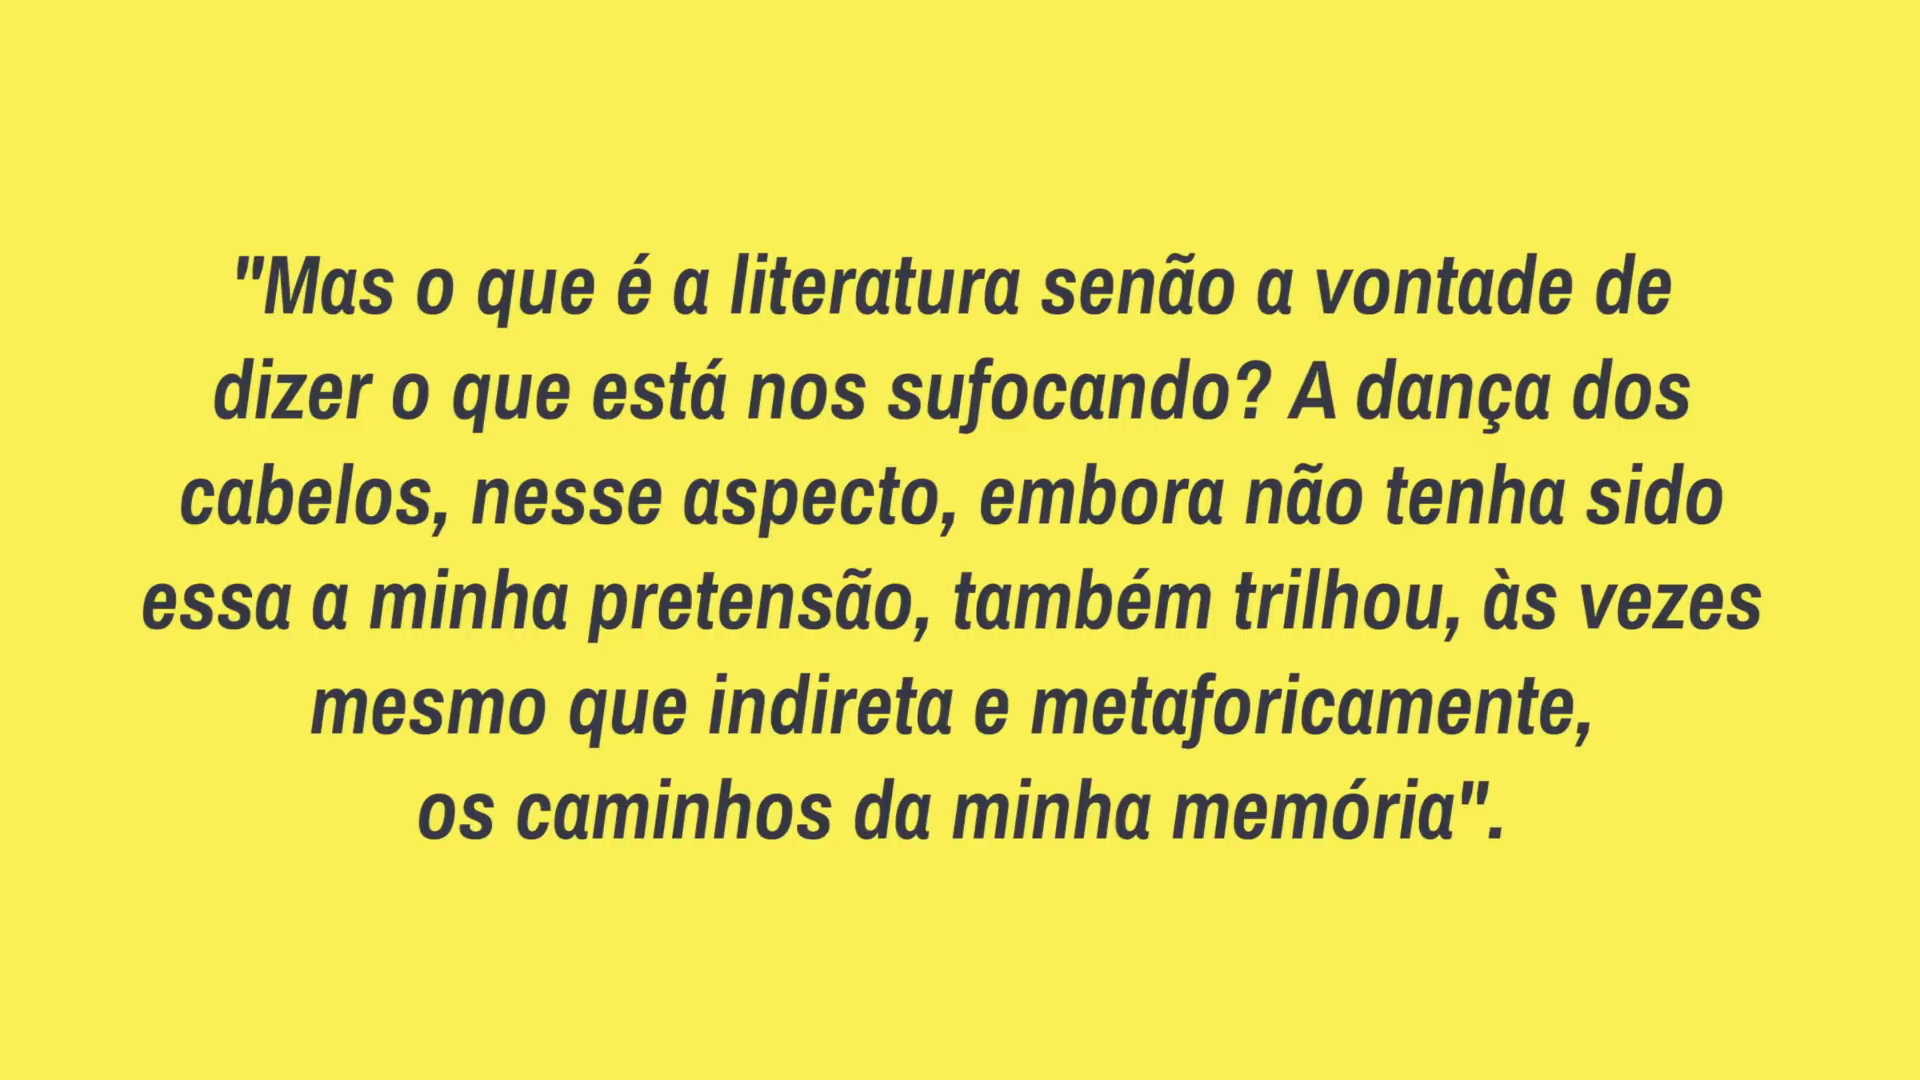 "Mas o que é a literatura senão a vontade de
dizer o que está nos sufocando? A dança dos
cabelos, nesse aspecto, embora não tenha sido
essa a minha pretensão, também trilhou, às vezes
mesmo que indireta e metaforicamente,
os caminhos da minha memória".